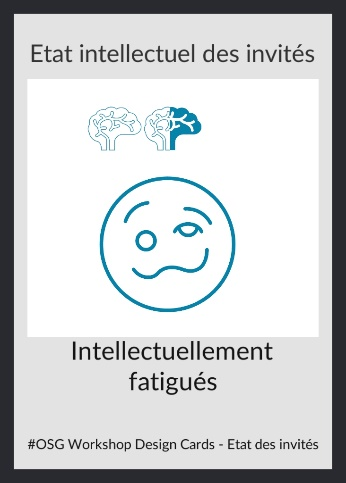 Etat intellectuel des invités
Intellectuellement
fatigués
#OSG Workshop Design Cards - Etat des invités